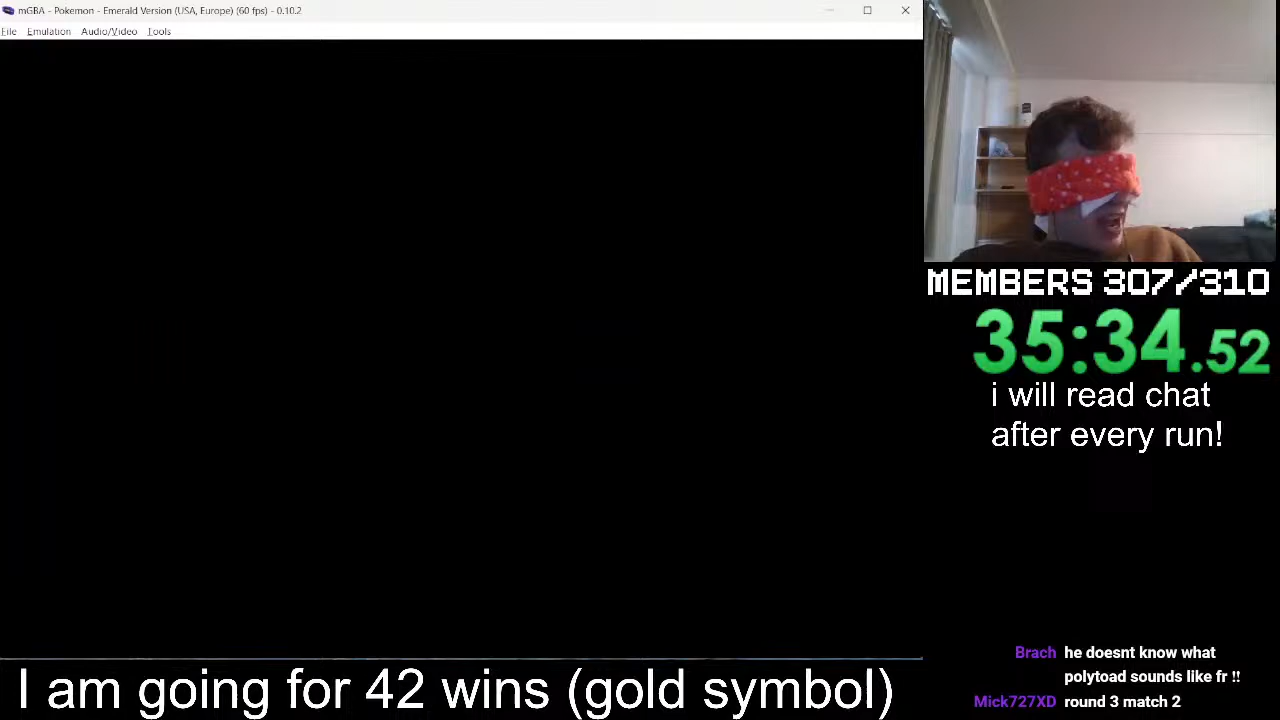 mGBA - Pokemon - Emerald Version (USA, Europe) (60 fps) - 0.10.2
File Emulation Audio/Video Tools
MEMBERS 307/310
35:34.52
i will read chat
after every run!
Brach he doesnt know what
polytoad sounds like fr !!
Mick727XD round 3 match 2
I am going for 42 wins (gold symbol)